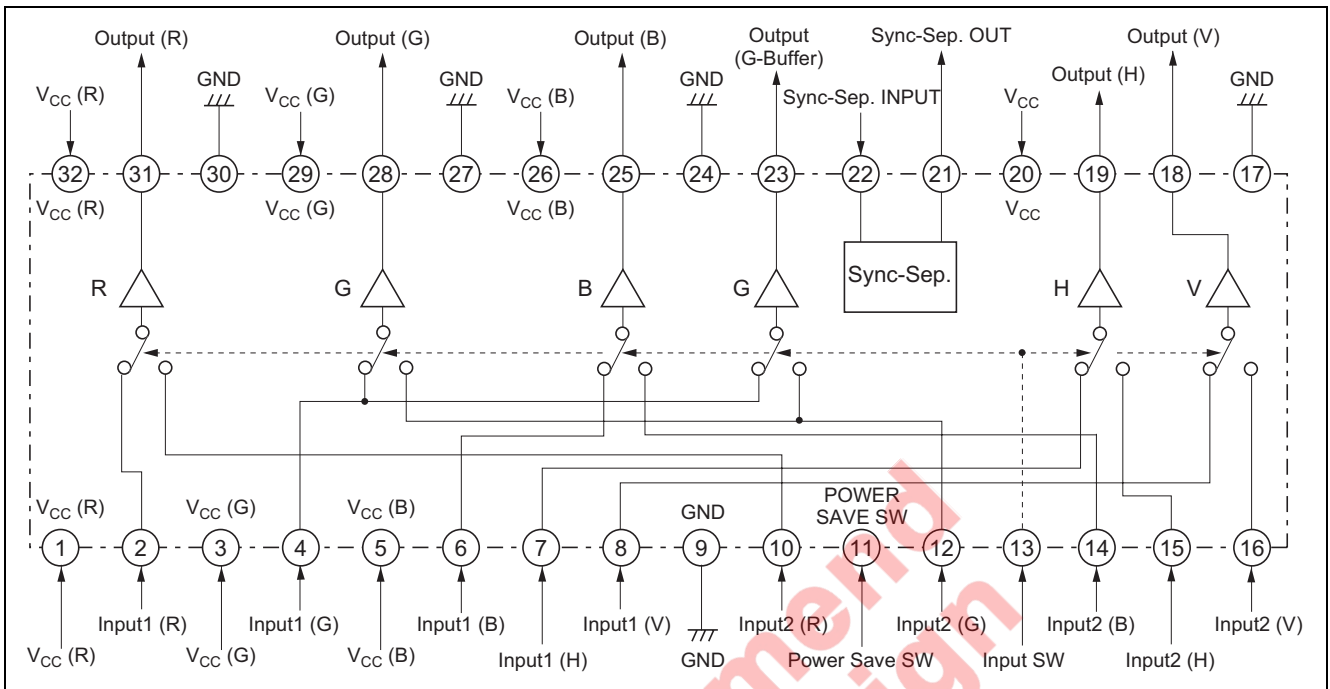 Output (R)
Output (G)
Output (B)
Output
(G-Buffer)
Sync-Sep. OUT
Output (V)
GND
GND
GND
Output (H)
GND
VCC (R)
VCC (G)
VCC (B)
Sync-Sep. INPUT
VCC
32 31 30 29 28 27 26 25 24 23 22 21 20 19 18 17
VCC (R)
VCC (G)
VCC (B)
VCC
Sync-Sep.
R G B G H V
VCC (R)
VCC (G)
VCC (B)
GND
POWER
SAVE SW
1 2 3 4 5 6 7 8 9 10 11 12 13 14 15 16
Input1 (R)
Input1 (G)
Input1 (B)
Input1 (V)
Input2 (R)
Input2 (G)
Input2 (B)
Input2 (V)
VCC (R)
VCC (G)
VCC (B)
Input1 (H)
GND
Power Save SW
Input SW
Input2 (H)
mend
sign